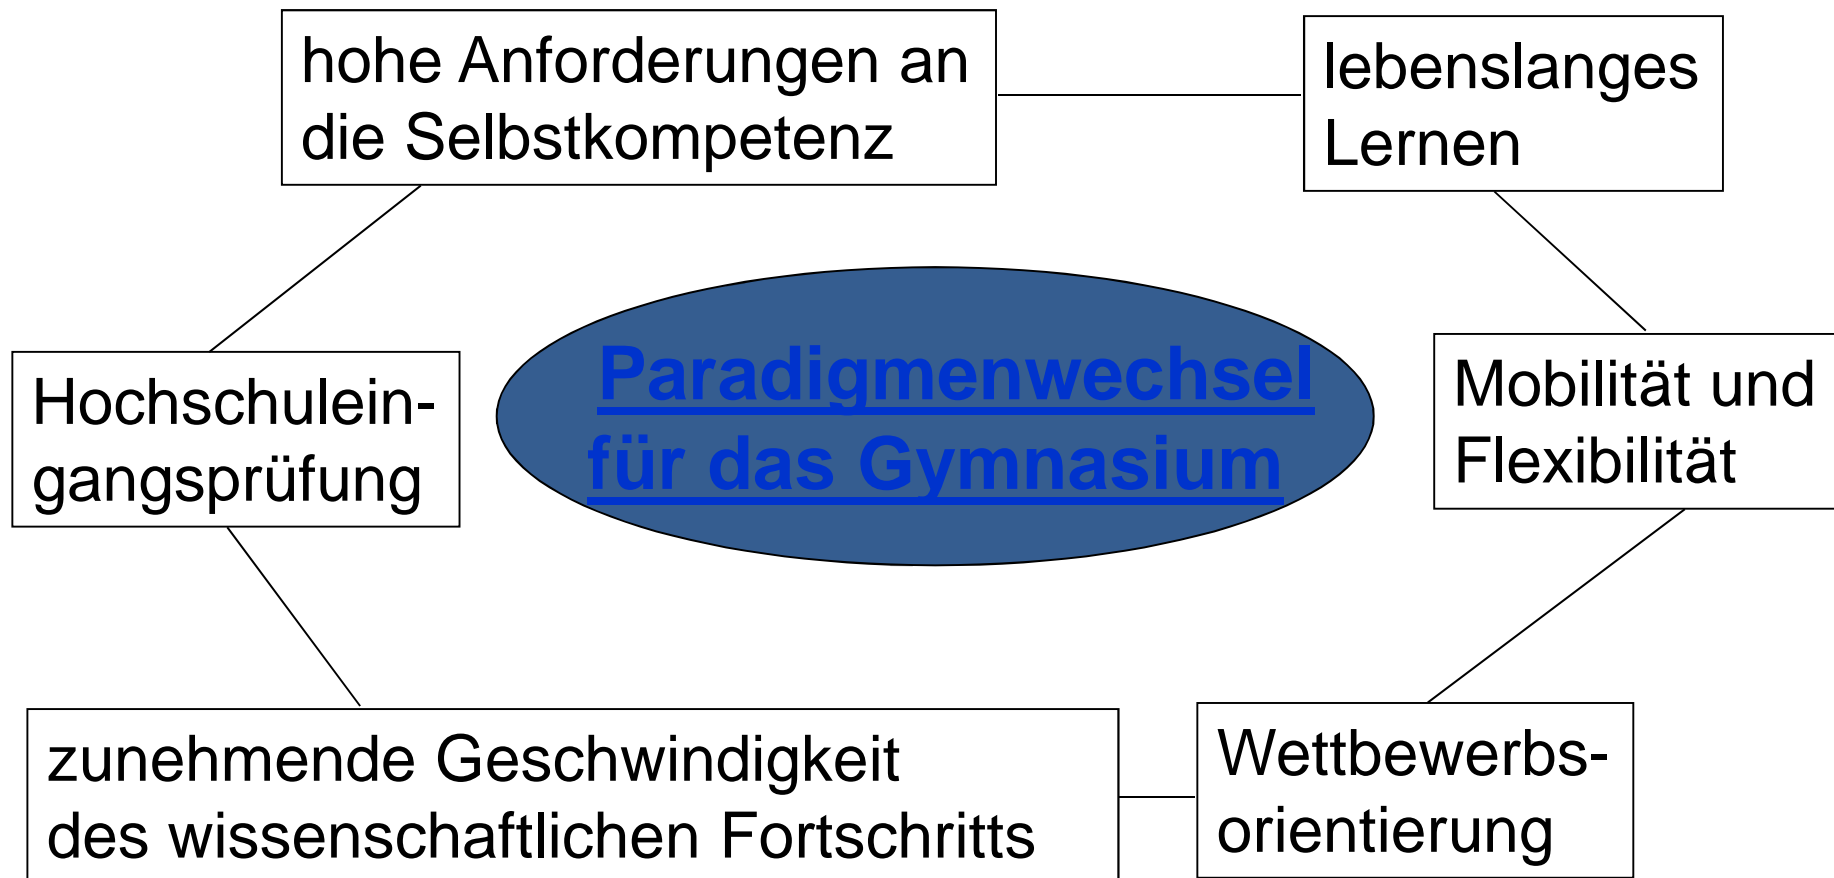 hohe Anforderungen an
die Selbstkompetenz
lebenslanges
Lernen
Hochschulein-
gangsprüfung
Paradigmenwechsel
für das Gymnasium
Mobilität und
Flexibilität
zunehmende Geschwindigkeit
des wissenschaftlichen Fortschritts
Wettbewerbs-
orientierung